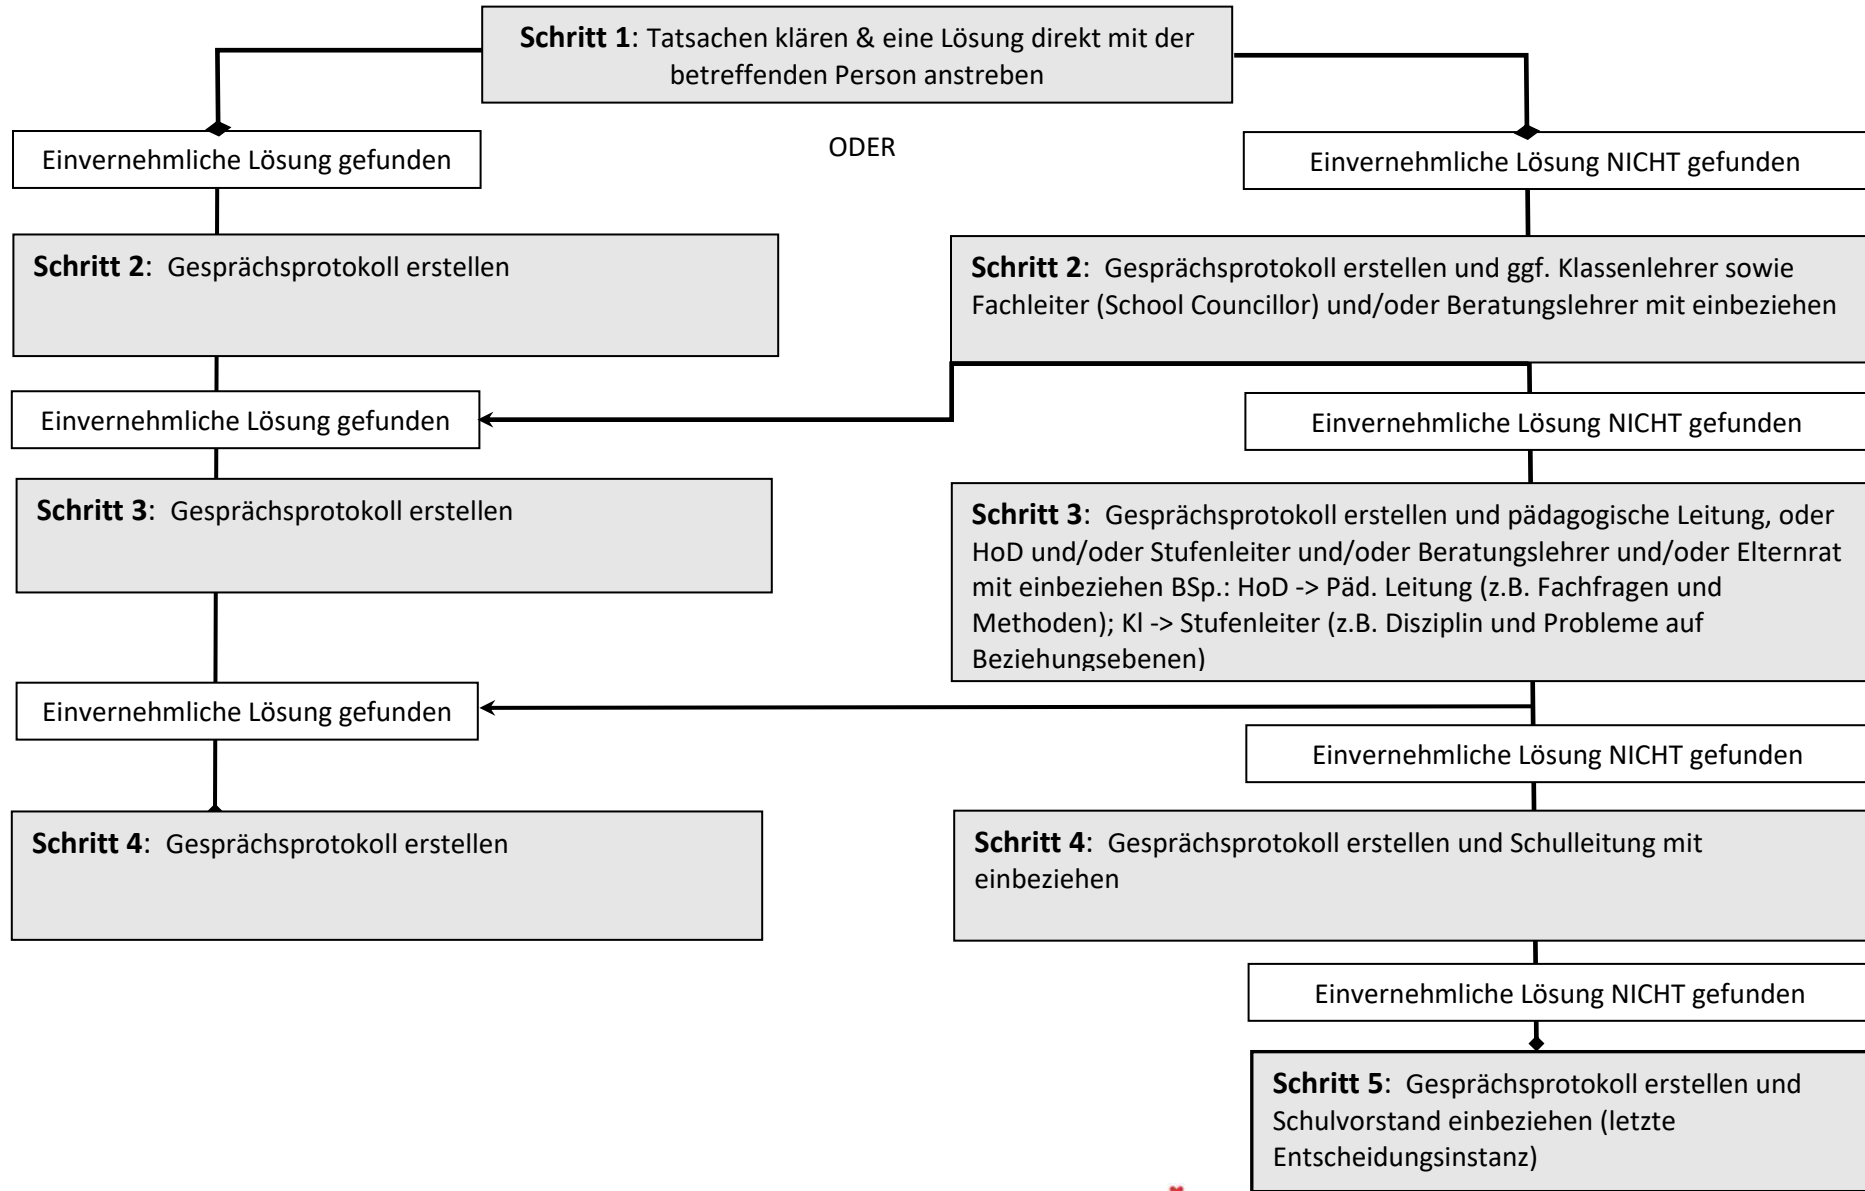 Schritt 1: Tatsachen klären & eine Lösung direkt mit der
betreffenden Person anstreben
ODER
Einvernehmliche Lösung gefunden
Einvernehmliche Lösung NICHT gefunden
Schritt 2: Gesprächsprotokoll erstellen
Schritt 2: Gesprächsprotokoll erstellen und ggf. Klassenlehrer sowie
Fachleiter (School Councillor) und/oder Beratungslehrer mit einbeziehen
Einvernehmliche Lösung gefunden
Einvernehmliche Lösung NICHT gefunden
Schritt 3: Gesprächsprotokoll erstellen
Schritt 3: Gesprächsprotokoll erstellen und pädagogische Leitung, oder
HoD und/oder Stufenleiter und/oder Beratungslehrer und/oder Elternrat
mit einbeziehen BSp.: HoD -> Päd. Leitung (z.B. Fachfragen und
Methoden); Kl -> Stufenleiter (z.B. Disziplin und Probleme auf
Beziehungsebenen)
Einvernehmliche Lösung gefunden
Einvernehmliche Lösung NICHT gefunden
Schritt 4: Gesprächsprotokoll erstellen
Schritt 4: Gesprächsprotokoll erstellen und Schulleitung mit
einbeziehen
Einvernehmliche Lösung NICHT gefunden
Schritt 5: Gesprächsprotokoll erstellen und
Schulvorstand einbeziehen (letzte
Entscheidungsinstanz)